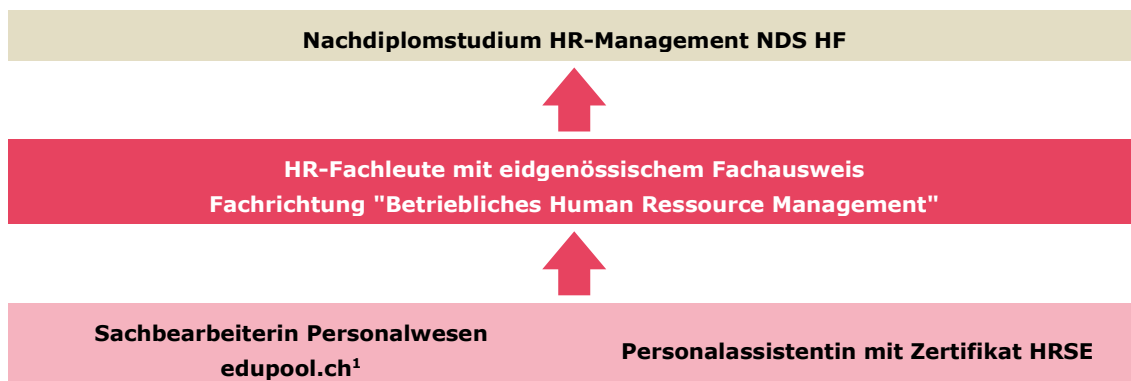 Nachdiplomstudium HR-Management NDS HF
HR-Fachleute mit eidgenössischem Fachausweis
Fachrichtung "Betriebliches Human Ressource Management"
Sachbearbeiterin Personalwesen
edupool.ch¹
Personalassistentin mit Zertifikat HRSE